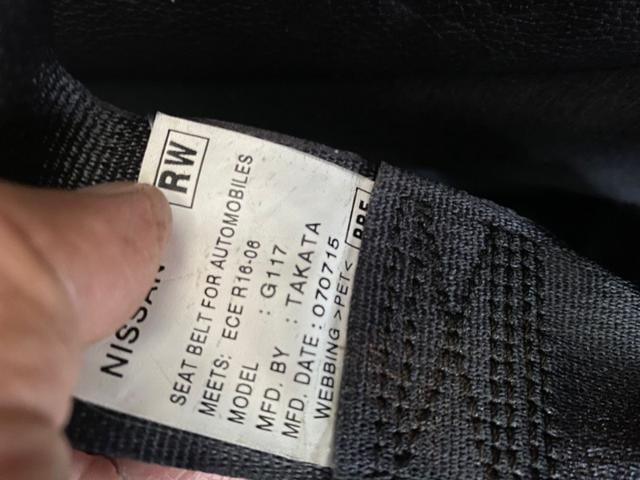 RW
NISSAN
SEAT BELT FOR AUTOMOBILES
MEETS: ECE R16-06
MODEL : G117
MFD. BY : TAKATA
MFD. DATE : 070715
WEBBING >PET<